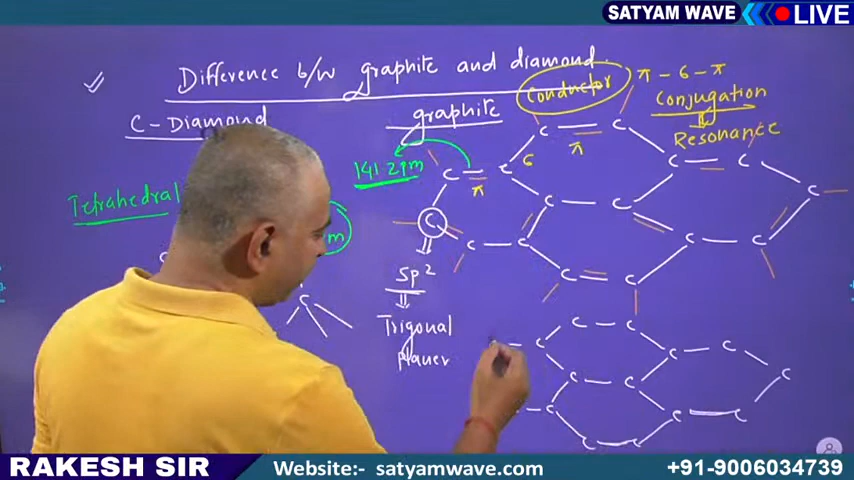 SATYAM WAVE LIVE
Difference b/w graphite and diamond
C-Diamond
graphite
Conductor
π - 6 - π
Conjugation
Resonance
141.2 pm
Tetrahedral
m
C = C
π
6
C = C
π
C
Sp²
Trigonal
planer
RAKESH SIR
Website:- satyamwave.com
+91-9006034739